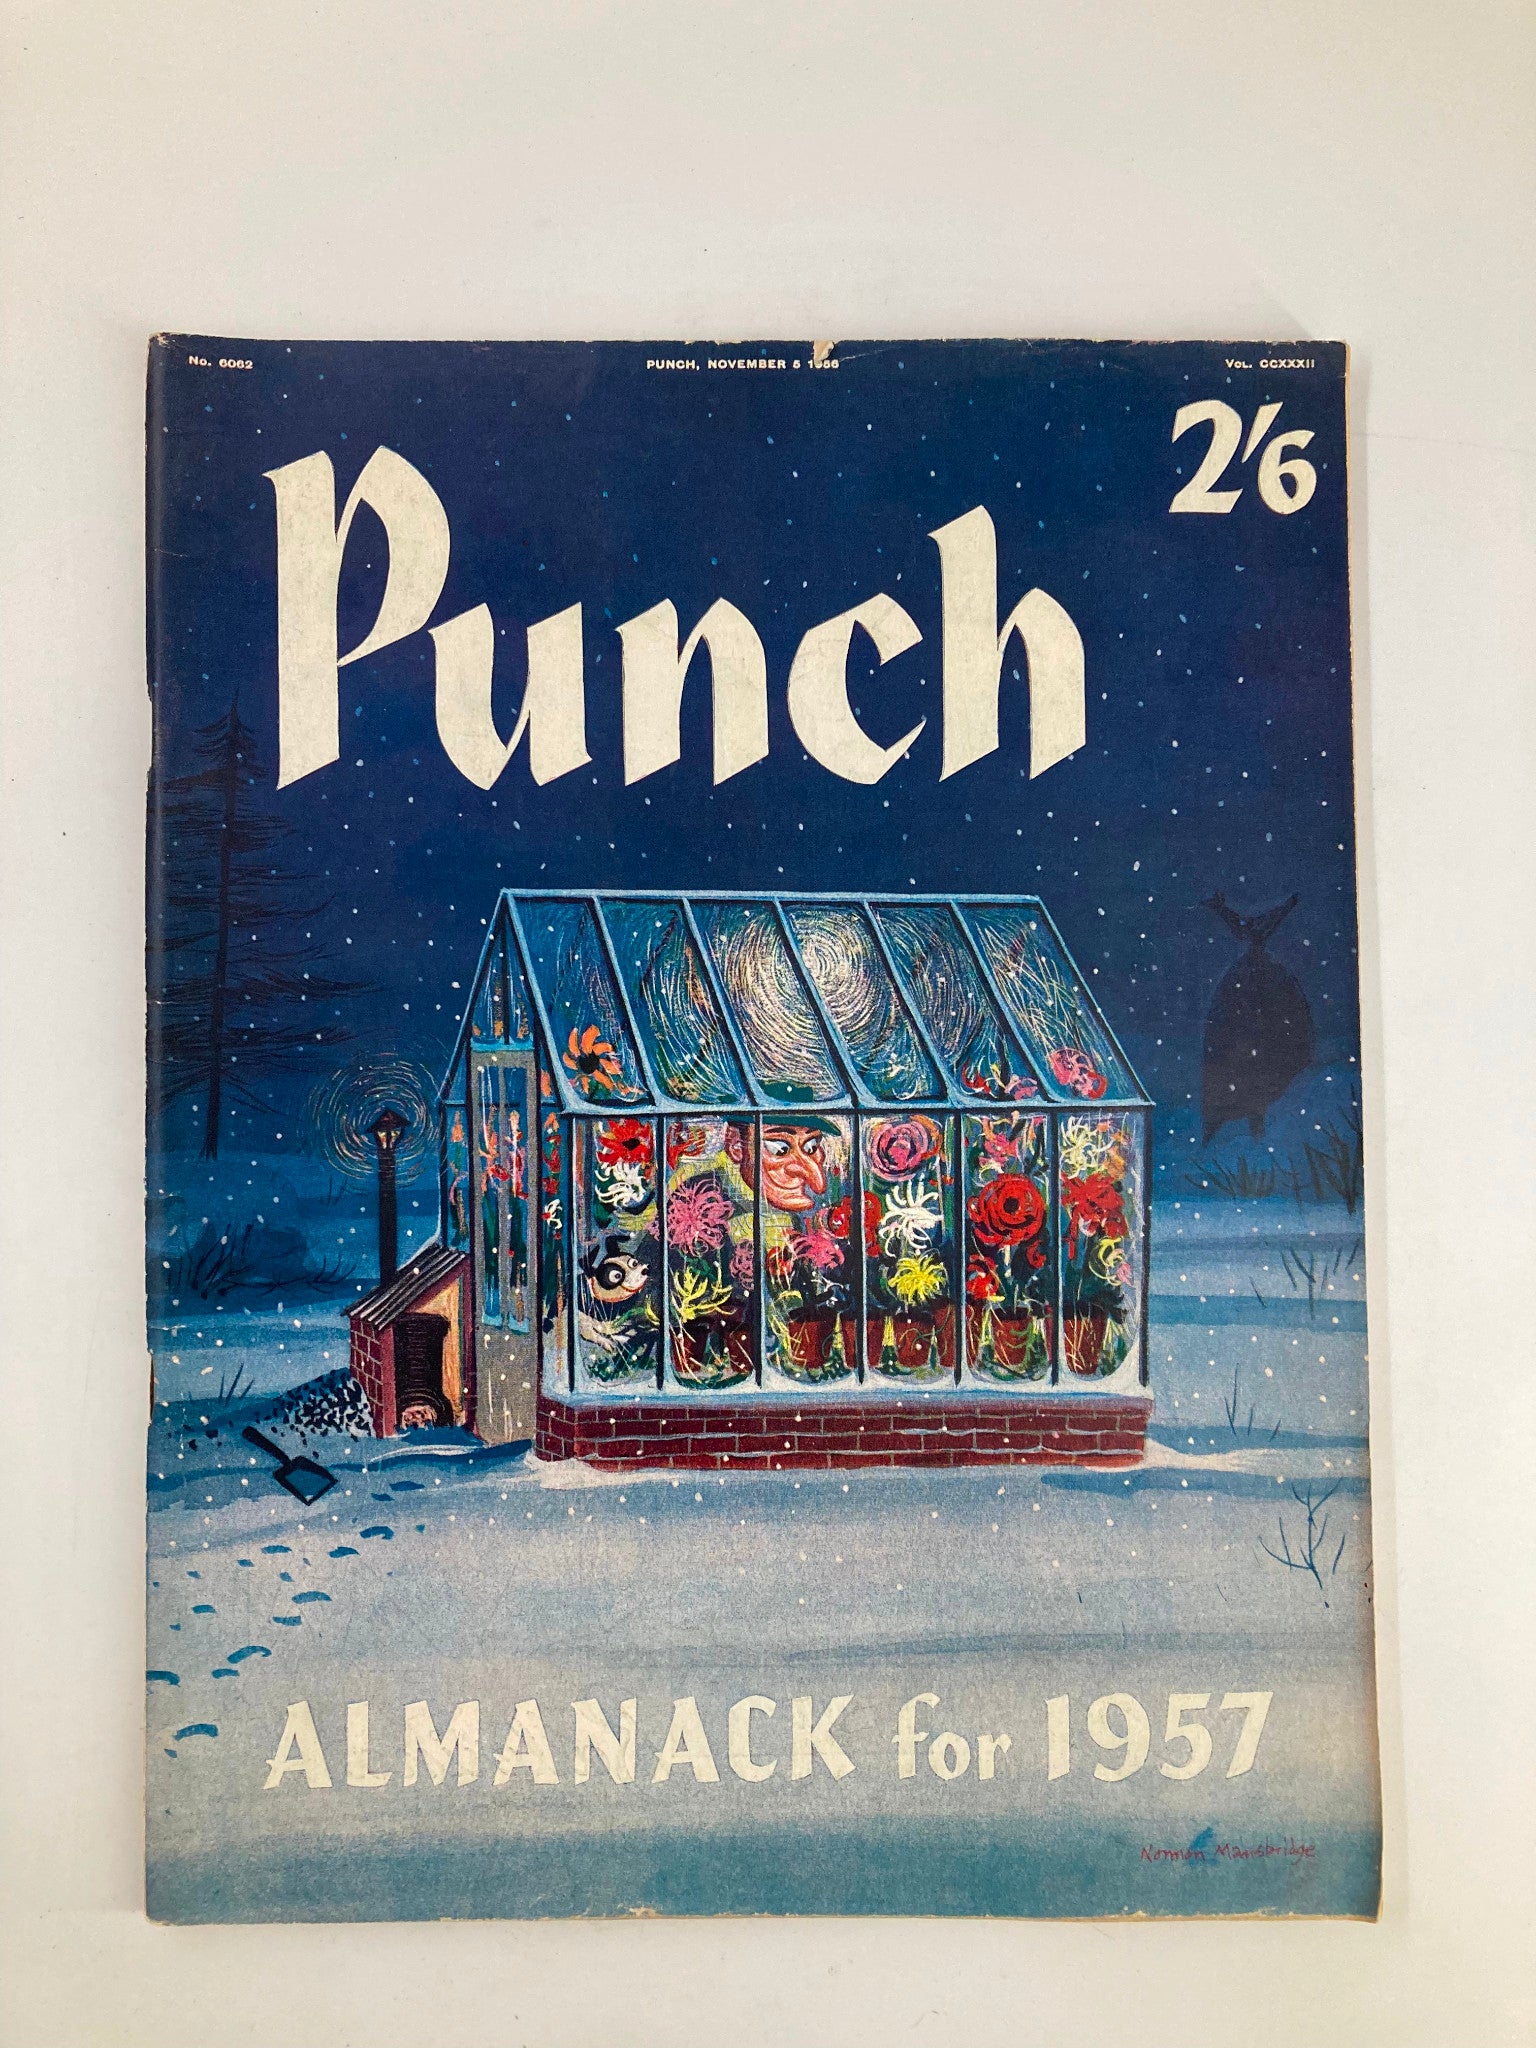 No. 6062
PUNCH, NOVEMBER 5 1956
VOL. CCXXXII
2'6
Punch
ALMANACK for 1957
Norman Mansbridge